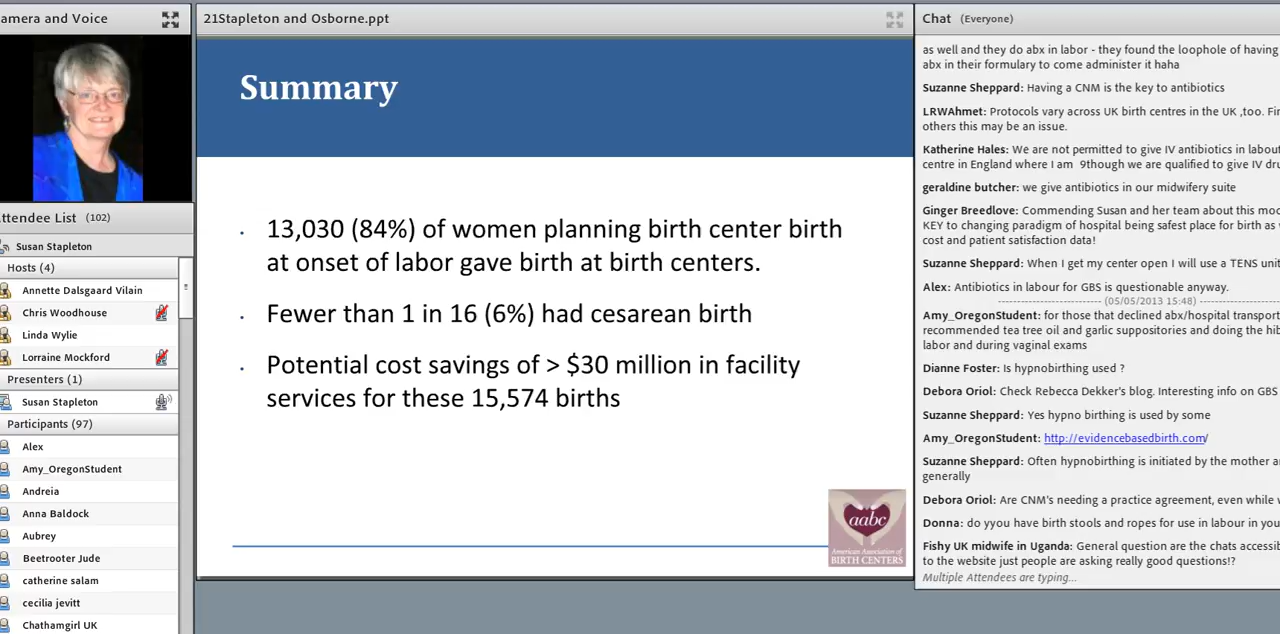 amera and Voice
ttendee List (102)
Susan Stapleton
Hosts (4)
Annette Dalsgaard Vilain
Chris Woodhouse
Linda Wylie
Lorraine Mockford
Presenters (1)
Susan Stapleton
Participants (97)
Alex
Amy_OregonStudent
Andreia
Anna Baldock
Aubrey
Beetrooter Jude
catherine salam
cecilia jevitt
Chathamgirl UK
21Stapleton and Osborne.ppt
Summary
13,030 (84%) of women planning birth center birth
at onset of labor gave birth at birth centers.
Fewer than 1 in 16 (6%) had cesarean birth
Potential cost savings of > $30 million in facility
services for these 15,574 births
aabc
American Association of
BIRTH CENTERS
Chat (Everyone)
as well and they do abx in labor - they found the loophole of having
abx in their formulary to come administer it haha
Suzanne Sheppard: Having a CNM is the key to antibiotics
LRWAhmet: Protocols vary across UK birth centres in the UK ,too. Fi
others this may be an issue.
Katherine Hales: We are not permitted to give IV antibiotics in labou
centre in England where I am 9though we are qualified to give IV dru
geraldine butcher: we give antibiotics in our midwifery suite
Ginger Breedlove: Commending Susan and her team about this mod
KEY to changing paradigm of hospital being safest place for birth as
cost and patient satisfaction data!
Suzanne Sheppard: When I get my center open I will use a TENS unit
Alex: Antibiotics in labour for GBS is questionable anyway.
(05/05/2013 15:48)
Amy_OregonStudent: for those that declined abx/hospital transport
recommended tea tree oil and garlic suppositories and doing the hib
labor and during vaginal exams
Dianne Foster: Is hypnobirthing used ?
Debora Oriol: Check Rebecca Dekker's blog. Interesting info on GBS
Suzanne Sheppard: Yes hypno birthing is used by some
Amy_OregonStudent: http://evidencebasedbirth.com/
Suzanne Sheppard: Often hypnobirthing is initiated by the mother a
generally
Debora Oriol: Are CNM's needing a practice agreement, even while
Donna: do yyou have birth stools and ropes for use in labour in you
Fishy UK midwife in Uganda: General question are the chats accessib
to the website just people are asking really good questions!?
Multiple Attendees are typing...